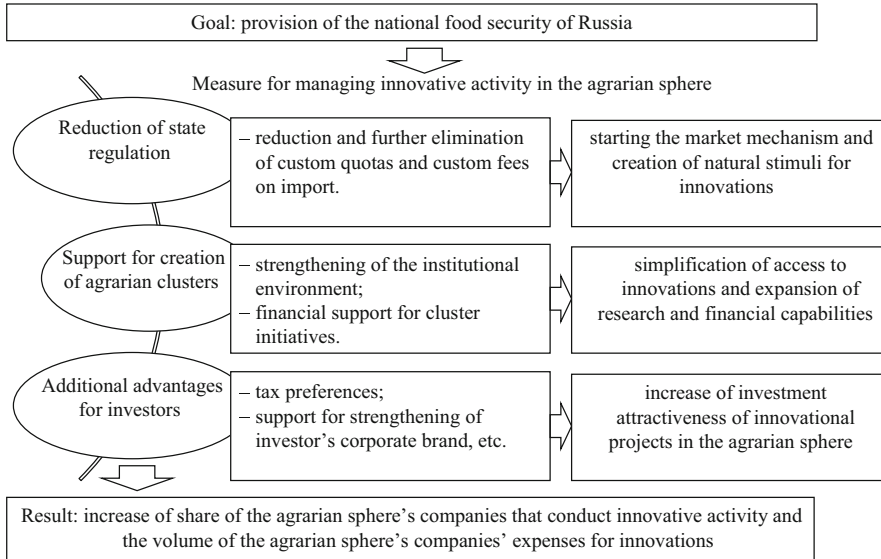 Goal: provision of the national food security of Russia
Measure for managing innovative activity in the agrarian sphere
Reduction of state
regulation
– reduction and further elimination
of custom quotas and custom fees
on import.
starting the market mechanism and
creation of natural stimuli for
innovations
Support for creation
of agrarian clusters
– strengthening of the institutional
environment;
– financial support for cluster
initiatives.
simplification of access to
innovations and expansion of
research and financial capabilities
Additional advantages
for investors
– tax preferences;
– support for strengthening of
investor’s corporate brand, etc.
increase of investment
attractiveness of innovational
projects in the agrarian sphere
Result: increase of share of the agrarian sphere’s companies that conduct innovative activity and
the volume of the agrarian sphere’s companies’ expenses for innovations